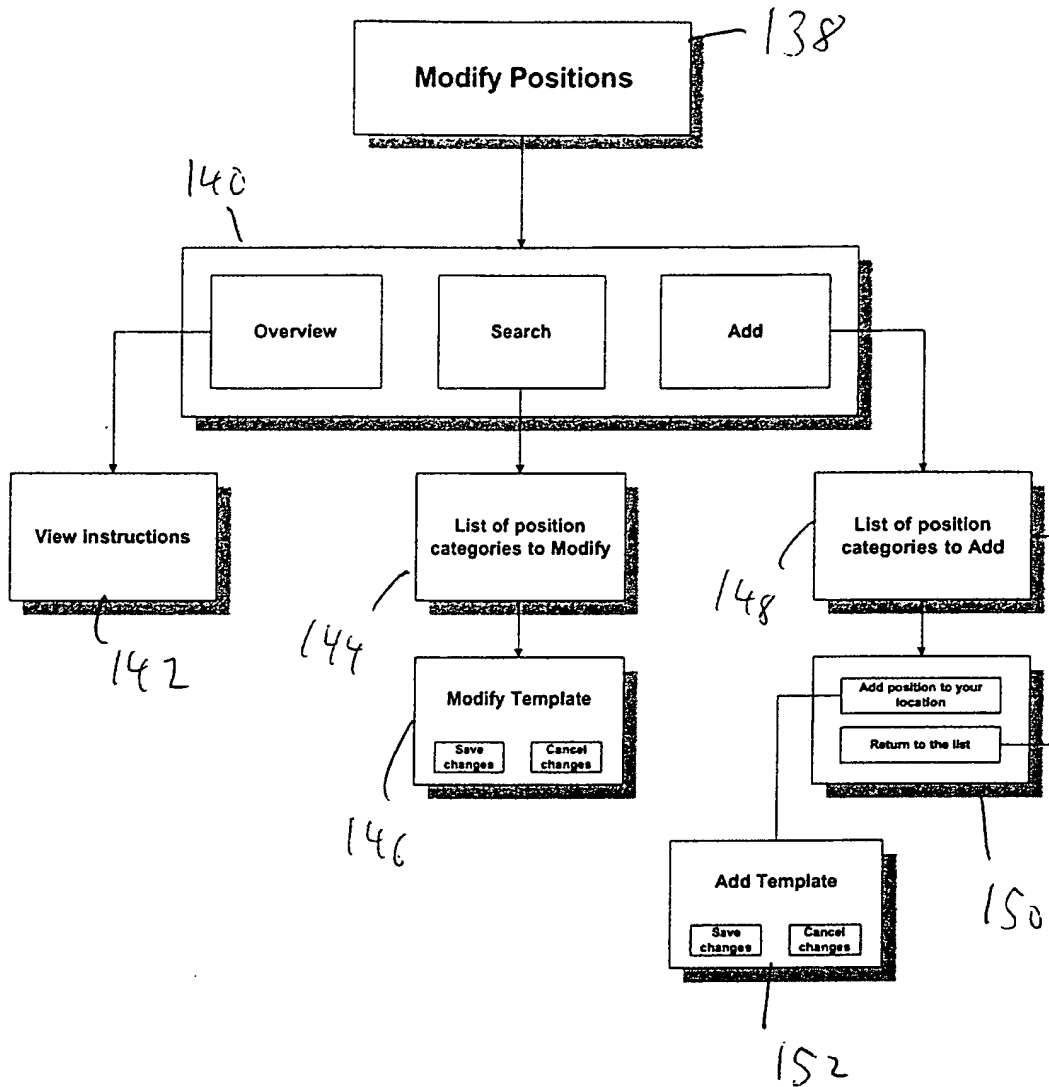 138
Modify Positions
140
Overview
Search
Add
View instructions
List of position
categories to Modify
List of position
categories to Add
142
144
148
Modify Template
Save
changes
Cancel
changes
Add position to your
location
Return to the list
146
150
Add Template
Save
changes
Cancel
changes
152